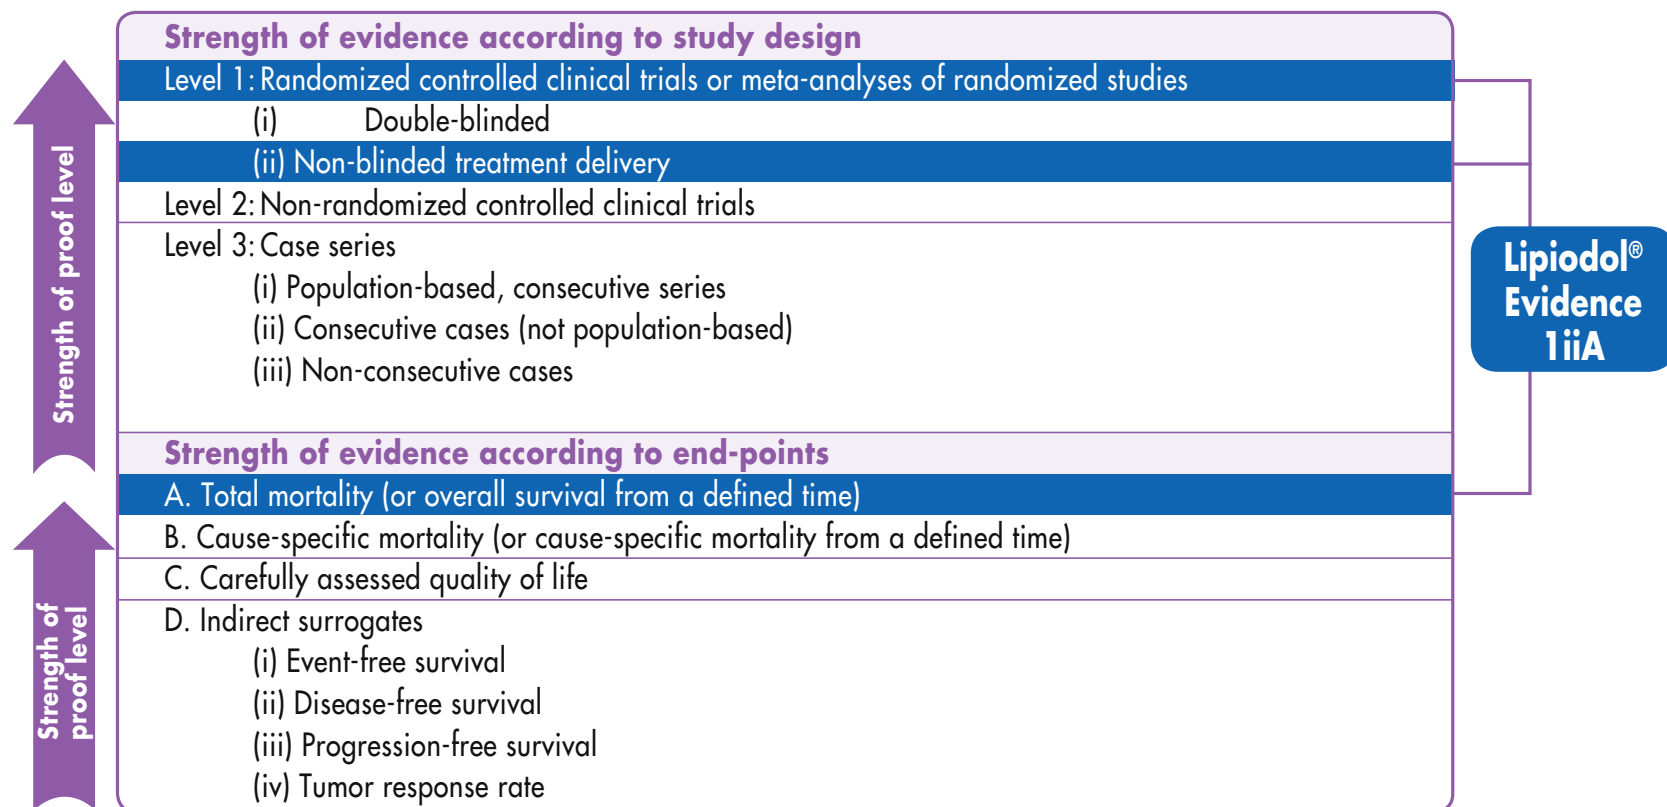 Strength of evidence according to study design
Level 1: Randomized controlled clinical trials or meta-analyses of randomized studies
(i) Double-blinded
(ii) Non-blinded treatment delivery
Level 2: Non-randomized controlled clinical trials
Level 3: Case series
(i) Population-based, consecutive series
(ii) Consecutive cases (not population-based)
(iii) Non-consecutive cases
Strength of proof level
Lipiodol®
Evidence
1iiA
Strength of evidence according to end-points
A. Total mortality (or overall survival from a defined time)
B. Cause-specific mortality (or cause-specific mortality from a defined time)
C. Carefully assessed quality of life
D. Indirect surrogates
(i) Event-free survival
(ii) Disease-free survival
(iii) Progression-free survival
(iv) Tumor response rate
Strength of
proof level